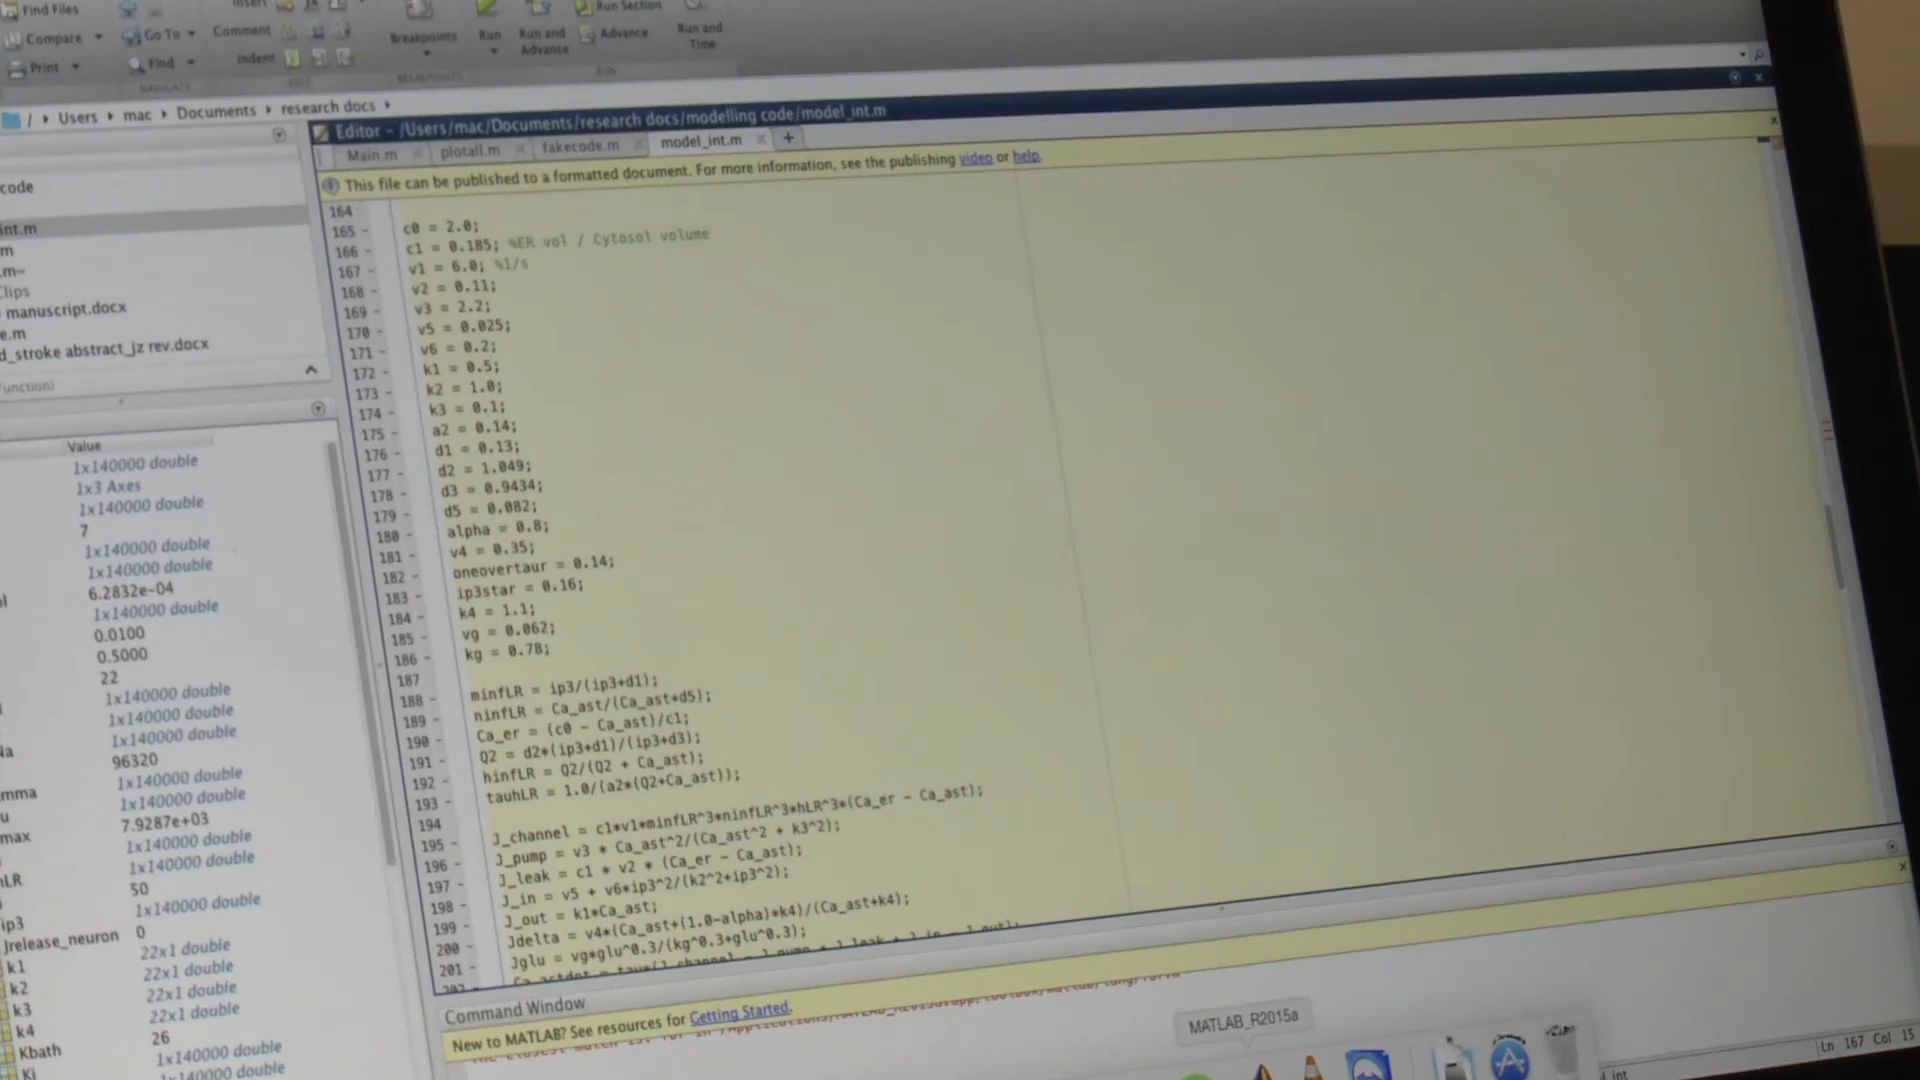 Find Files
Insert
Run Section
Compare
Go To
Comment
Breakpoints
Run
Run and Advance
Advance
Run and Time
Print
Find
Indent
NAVIGATE
EDIT
BREAKPOINTS
RUN
/ Users mac Documents research docs
Editor - /Users/mac/Documents/research docs/modelling code/model_int.m
Main.m plotall.m fakecode.m model_int.m +
This file can be published to a formatted document. For more information, see the publishing video or help.
code
int.m
m
.m~
Clips
manuscript.docx
e.m
d_stroke abstract_jz rev.docx
Function)
164
165 - c0 = 2.0;
166 - c1 = 0.185; %ER vol / Cytosol volume
167 - v1 = 6.0; %1/s
168 - v2 = 0.11;
169 - v3 = 2.2;
170 - v5 = 0.025;
171 - v6 = 0.2;
172 - k1 = 0.5;
173 - k2 = 1.0;
174 - k3 = 0.1;
175 - a2 = 0.14;
176 - d1 = 0.13;
177 - d2 = 1.049;
178 - d3 = 0.9434;
179 - d5 = 0.082;
180 - alpha = 0.8;
181 - v4 = 0.35;
182 - oneovertaur = 0.14;
183 - ip3star = 0.16;
184 - k4 = 1.1;
185 - vg = 0.062;
186 - kg = 0.78;
187
188 - minfLR = ip3/(ip3+d1);
189 - ninfLR = Ca_ast/(Ca_ast+d5);
190 - Ca_er = (c0 - Ca_ast)/c1;
191 - Q2 = d2*(ip3+d1)/(ip3+d3);
192 - hinfLR = Q2/(Q2 + Ca_ast);
193 - tauhLR = 1.0/(a2*(Q2+Ca_ast));
194
195 - J_channel = c1*v1*minfLR^3*ninfLR^3*hLR^3*(Ca_er - Ca_ast);
196 - J_pump = v3 * Ca_ast^2/(Ca_ast^2 + k3^2);
197 - J_leak = c1 * v2 * (Ca_er - Ca_ast);
198 - J_in = v5 + v6*ip3^2/(k2^2+ip3^2);
199 - J_out = k1*Ca_ast;
200 - Jdelta = v4*(Ca_ast+(1.0-alpha)*k4)/(Ca_ast+k4);
201 - Jglu = vg*glu^0.3/(kg^0.3+glu^0.3);
Value
1x140000 double
1x3 Axes
1x140000 double
7
1x140000 double
1x140000 double
6.2832e-04
1x140000 double
0.0100
0.5000
22
1x140000 double
1x140000 double
1x140000 double
96320
mma 1x140000 double
1x140000 double
7.9287e+03
max 1x140000 double
1x140000 double
LR 50
1x140000 double
ip3 0
Jrelease_neuron 22x1 double
k1 22x1 double
k2 22x1 double
k3 22x1 double
k4 26
Kbath 1x140000 double
Ki 1x140000 double
Command Window
New to MATLAB? See resources for Getting Started.
MATLAB_R2015a
Ln 167 Col 15